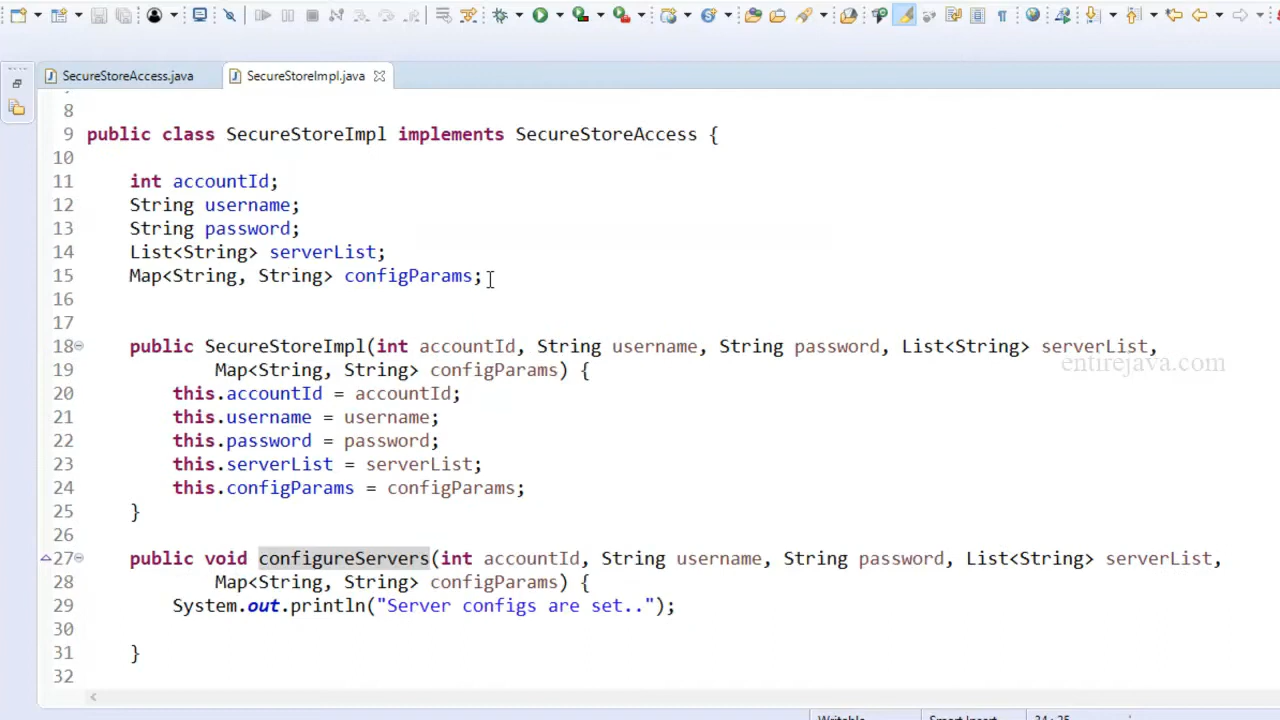 SecureStoreAccess.java SecureStoreImpl.java
8
9 public class SecureStoreImpl implements SecureStoreAccess {
10
11 int accountId;
12 String username;
13 String password;
14 List<String> serverList;
15 Map<String, String> configParams;
16
17
18 public SecureStoreImpl(int accountId, String username, String password, List<String> serverList,
entirejava.com
19 Map<String, String> configParams) {
20 this.accountId = accountId;
21 this.username = username;
22 this.password = password;
23 this.serverList = serverList;
24 this.configParams = configParams;
25 }
26
27 public void configureServers(int accountId, String username, String password, List<String> serverList,
28 Map<String, String> configParams) {
29 System.out.println("Server configs are set..");
30
31 }
32
Writable Smart Insert 24 : 25